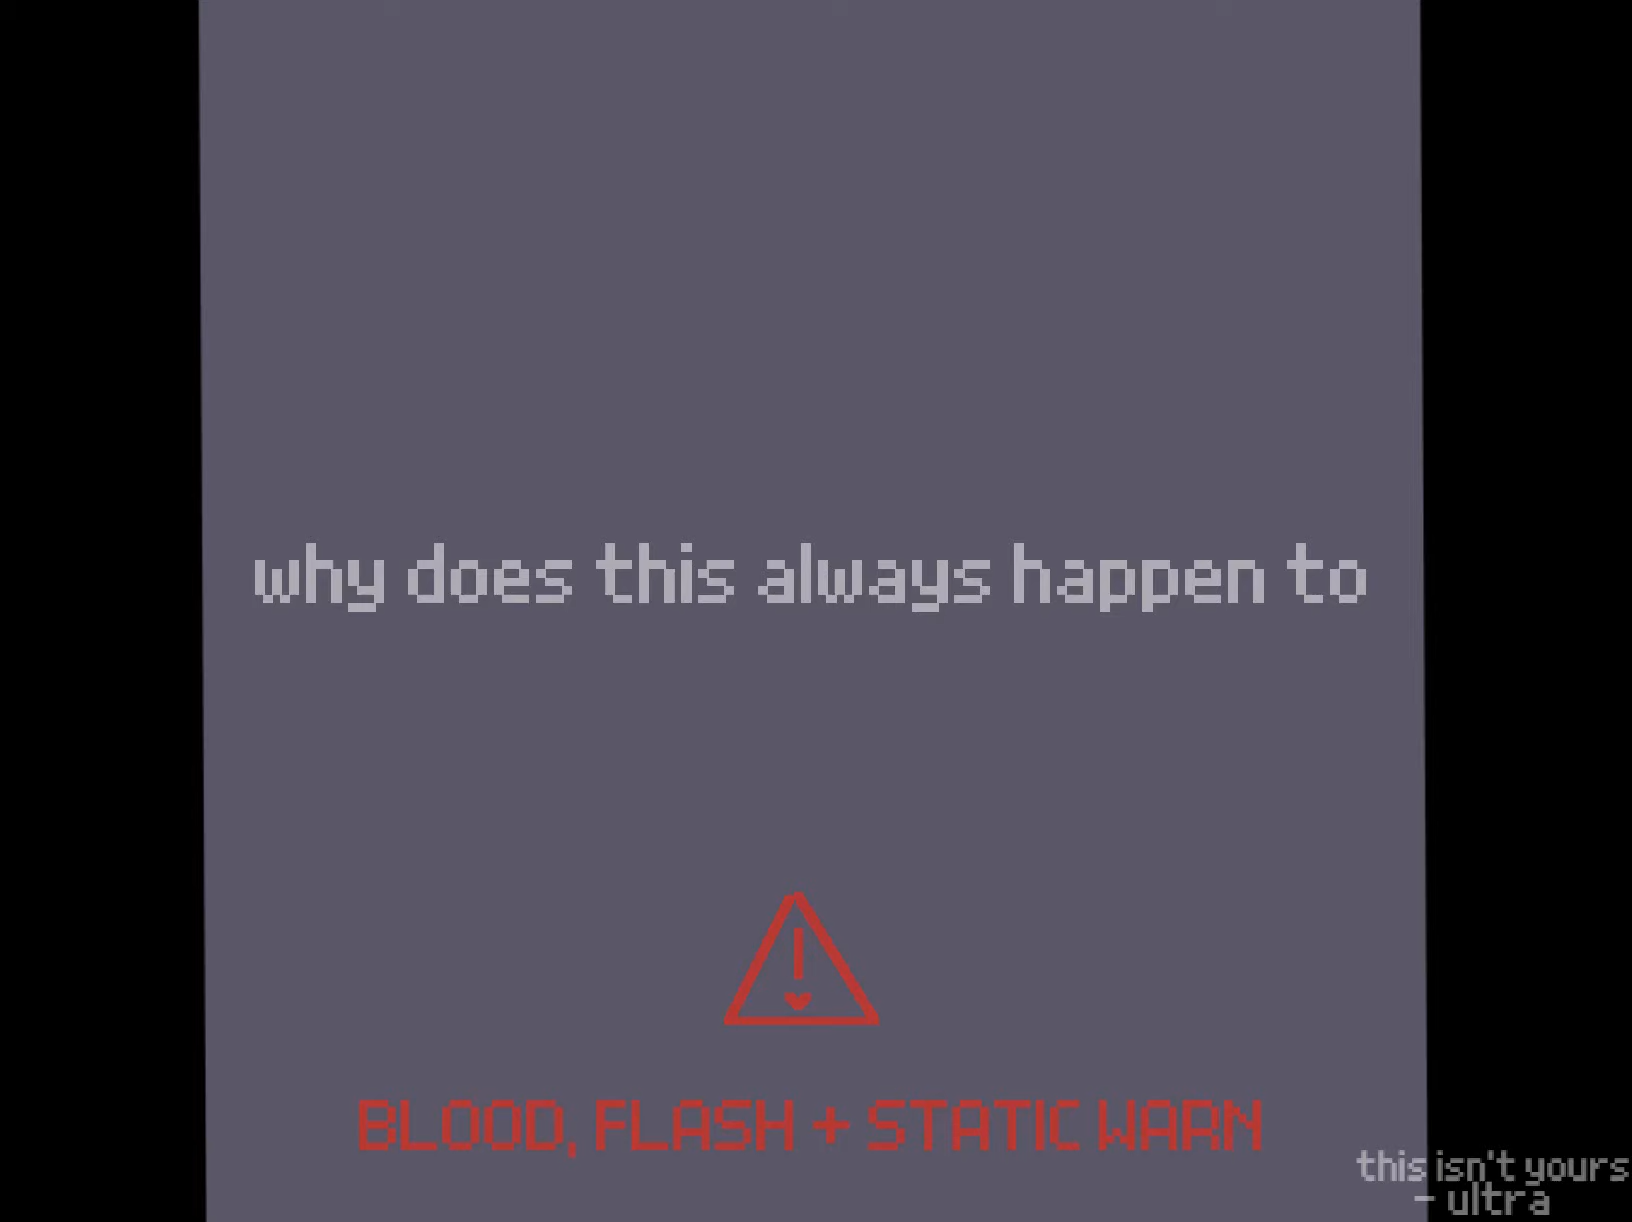 why does this always happen to
BLOOD, FLASH + STATIC WARN
this isn't yours
- ultra